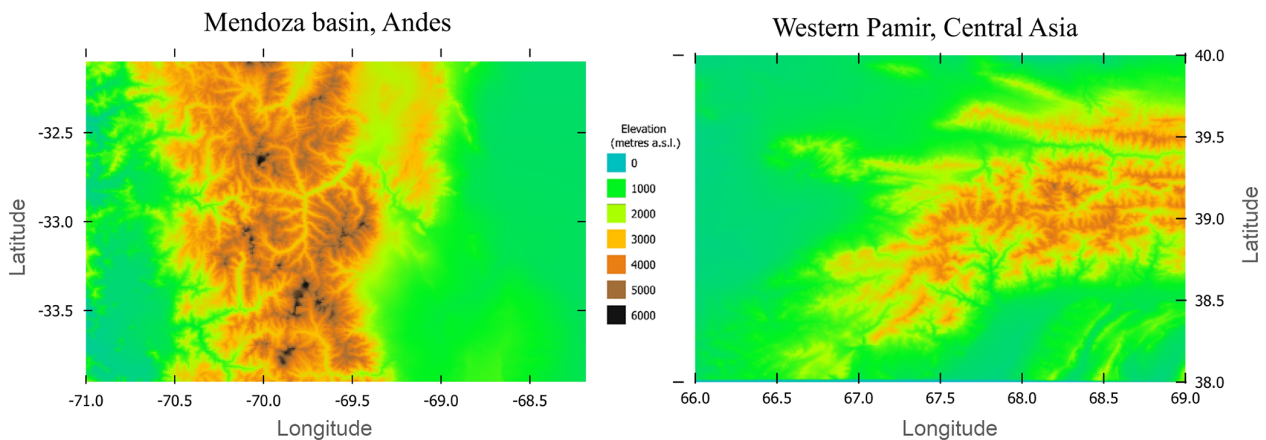 Mendoza basin, Andes
Western Pamir, Central Asia
Latitude
-32.5
-33.0
-33.5
-71.0 -70.5 -70.0 -69.5 -69.0 -68.5
Longitude
Elevation
(metres a.s.l.)
0
1000
2000
3000
4000
5000
6000
40.0
39.5
39.0
38.5
38.0
Latitude
66.0 66.5 67.0 67.5 68.0 68.5 69.0
Longitude